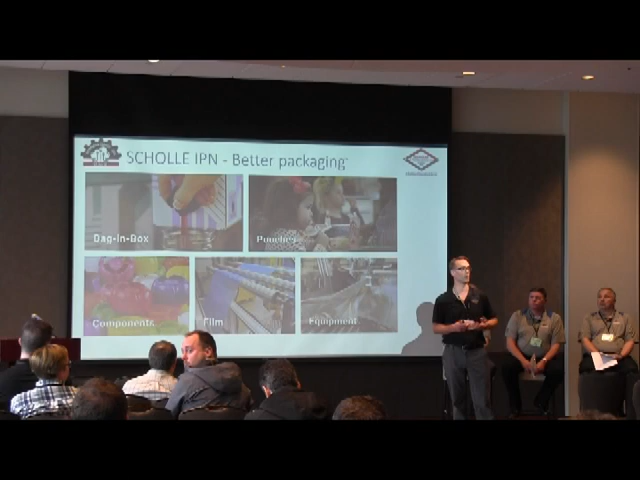 SCHOLLE IPN - Better packaging
Bag-in-Box
Pouches
Components
Film
Equipment